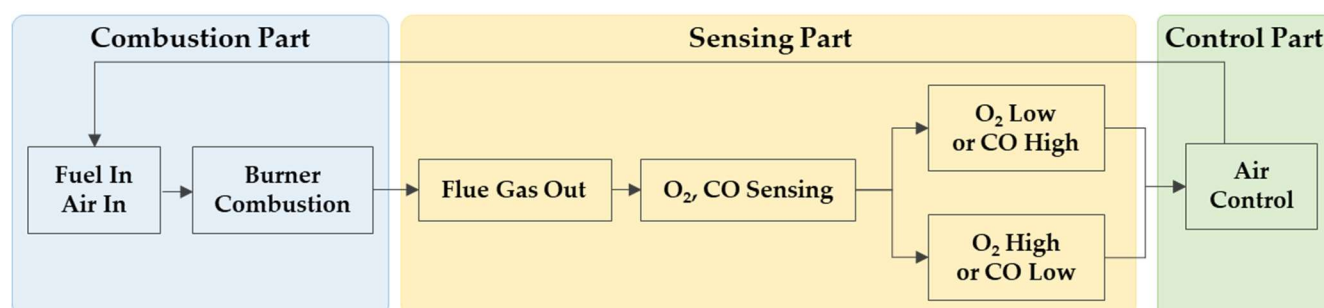 Combustion Part
Sensing Part
Control Part
Fuel In
Air In
Burner
Combustion
Flue Gas Out
O₂, CO Sensing
O₂ Low
or CO High
O₂ High
or CO Low
Air
Control